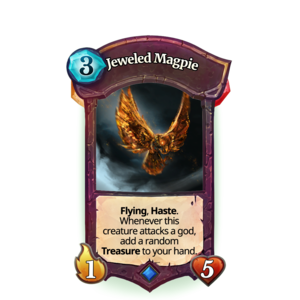 3
Jeweled Magpie
Flying, Haste.
Whenever this
creature attacks a god,
add a random
Treasure to your hand.
1
5